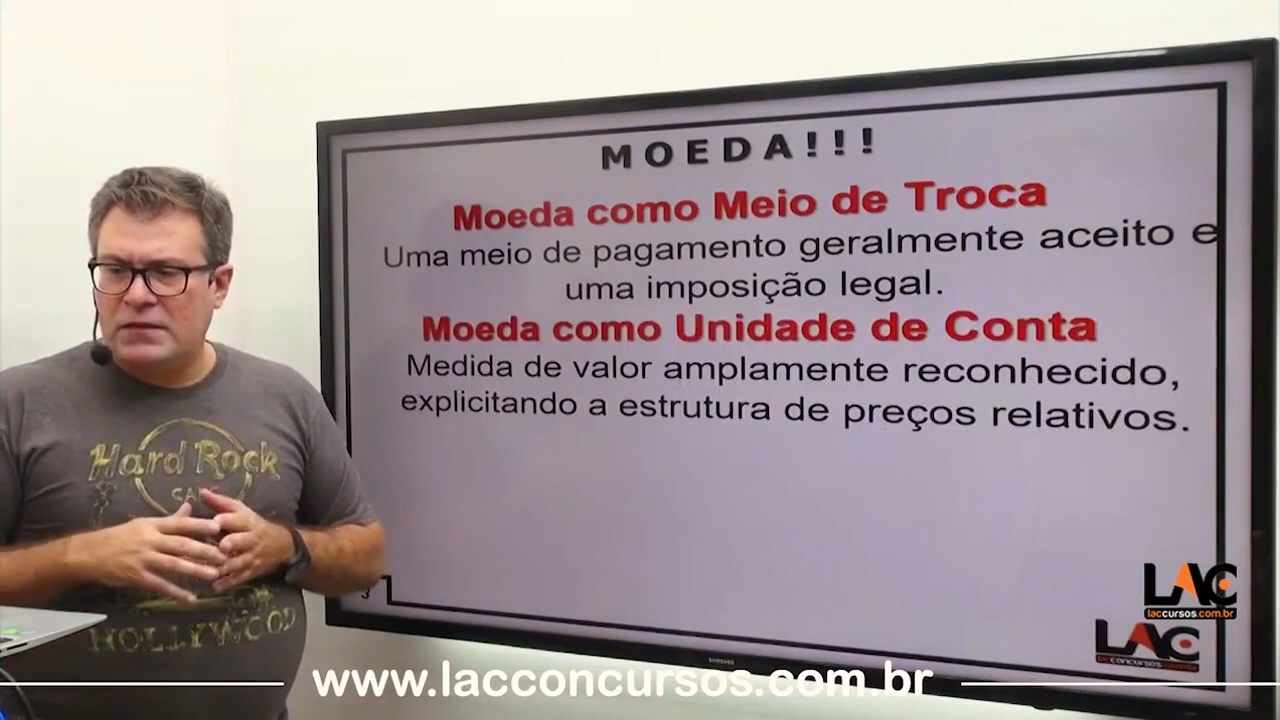 MOEDA!!!
Moeda como Meio de Troca
Uma meio de pagamento geralmente aceito e
uma imposição legal.
Moeda como Unidade de Conta
Medida de valor amplamente reconhecido,
explicitando a estrutura de preços relativos.
Hard Rock
CAFE
HOLLYWOOD
3
LAC
laccursos.com.br
LAC
SAMSUNG
www.lacconcursos.com.br